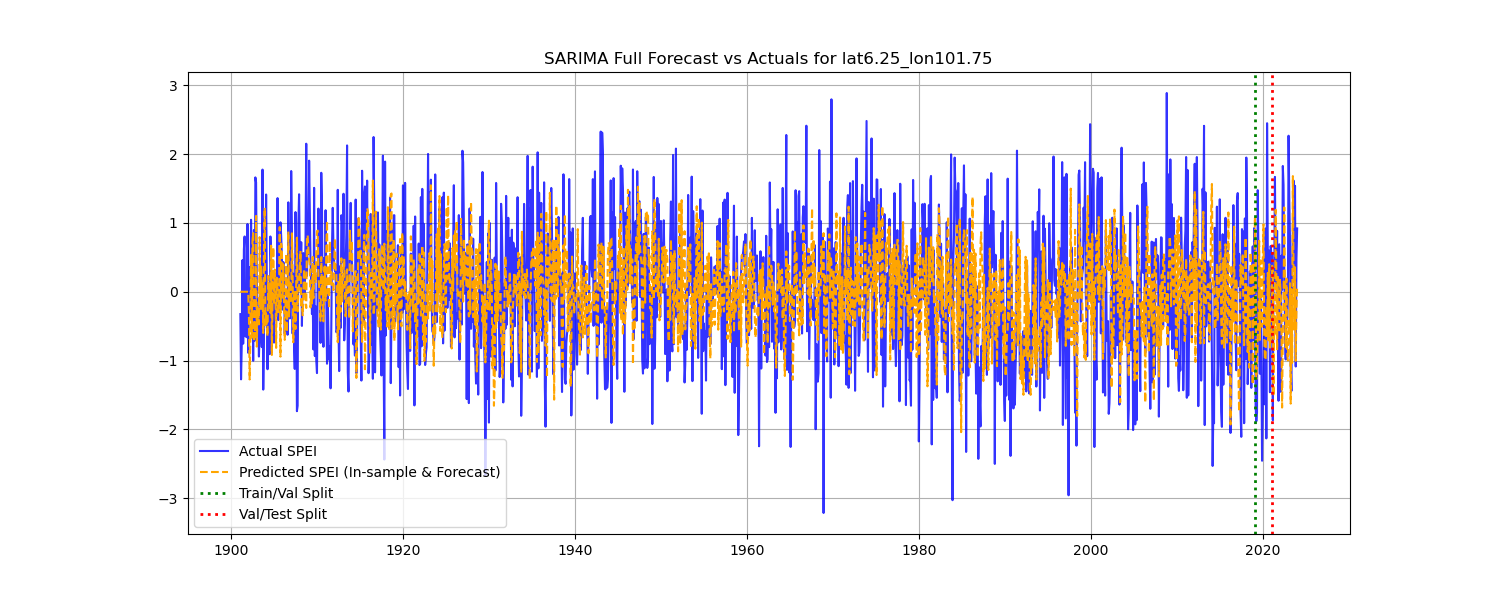 SARIMA Full Forecast vs Actuals for lat6.25_lon101.75
3
2
1
0
−1
−2
−3
Actual SPEI
Predicted SPEI (In-sample & Forecast)
Train/Val Split
Val/Test Split
1900 1920 1940 1960 1980 2000 2020